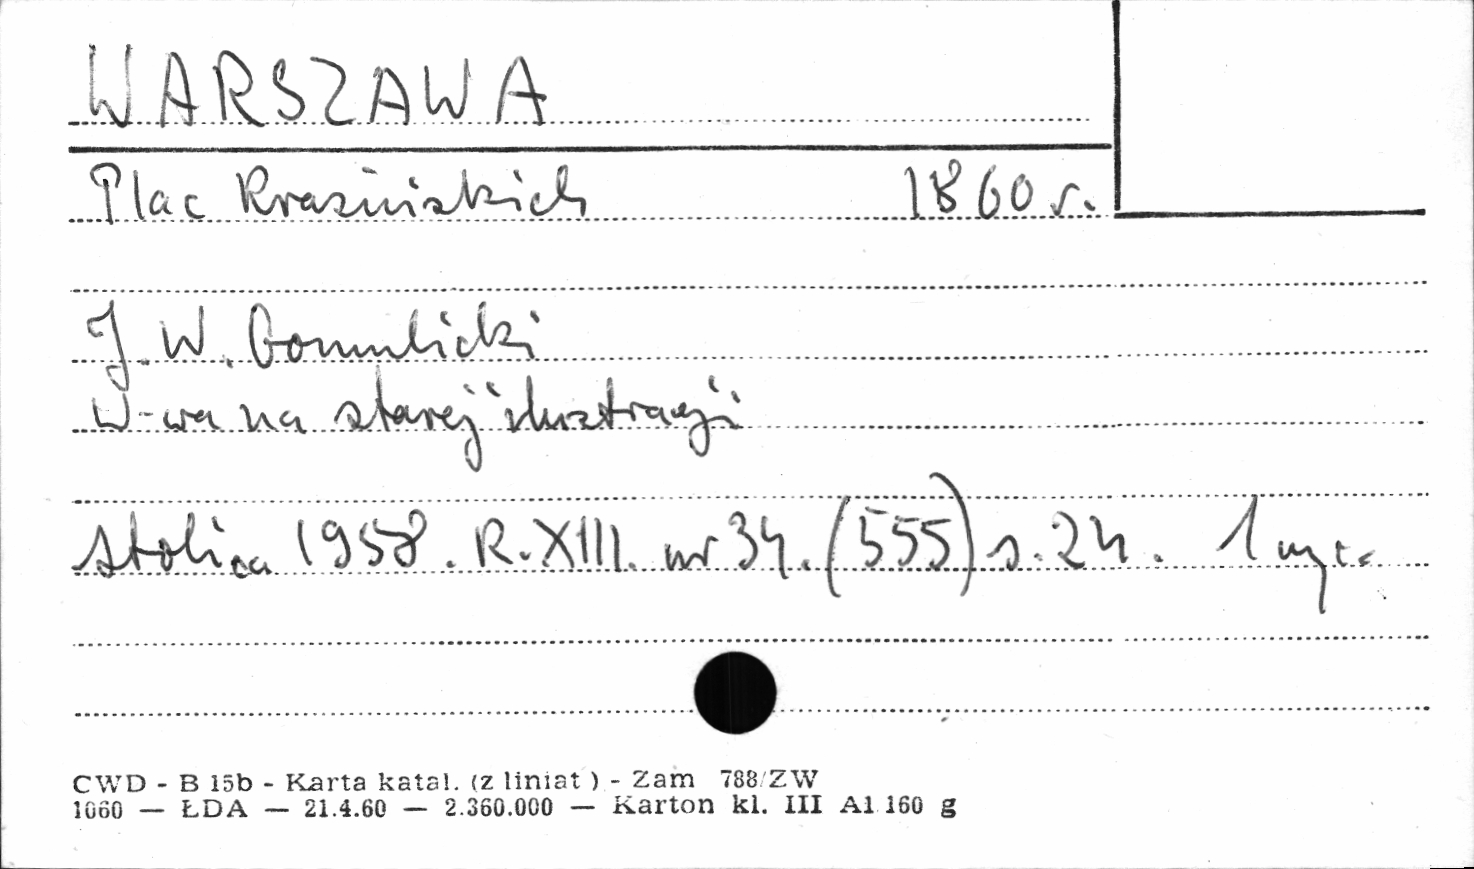 WARSZAWA
Plac Krasińskich 1860 r.
J. W. Gomulicki
W-wa na starej ilustracji
Stolica 1958. R. XIII. nr 34. (555) s. 24. 1 ryc.
CWD - B 15b - Karta katal. (z liniat) - Zam 788/ZW
1060 — ŁDA — 21.4.60 — 2.360.000 — Karton kl. III A1 160 g